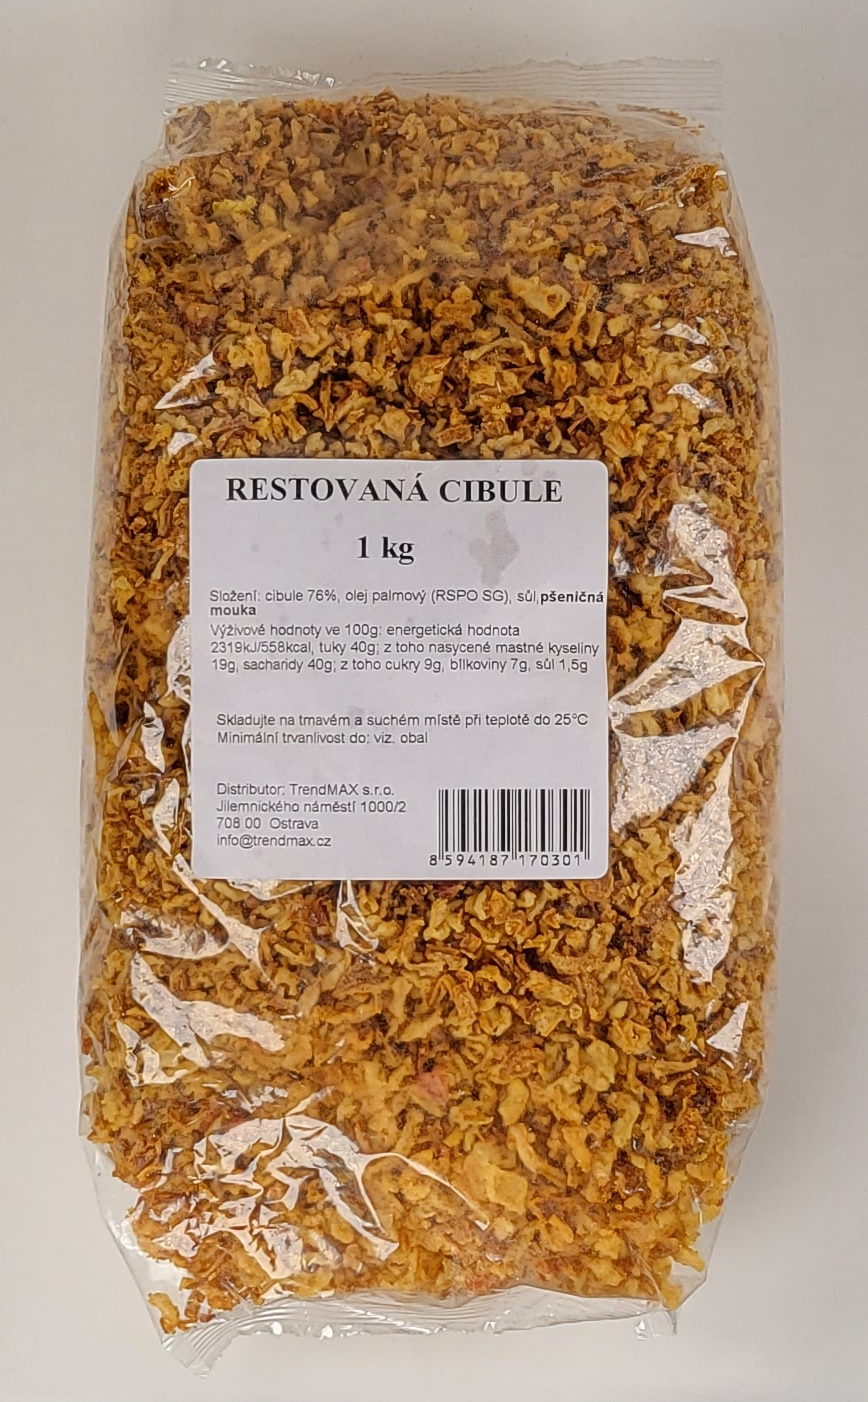 RESTOVANÁ CIBULE
1 kg
Složení: cibule 76%, olej palmový (RSPO SG), sůl,pšeničná
mouka
Výživové hodnoty ve 100g: energetická hodnota
2319kJ/558kcal, tuky 40g; z toho nasycené mastné kyseliny
19g, sacharidy 40g; z toho cukry 9g, bílkoviny 7g, sůl 1,5g
Skladujte na tmavém a suchém místě při teplotě do 25°C
Minimální trvanlivost do: viz. obal
Distributor: TrendMAX s.r.o.
Jilemnického náměstí 1000/2
708 00 Ostrava
info@trendmax.cz
8594187170301